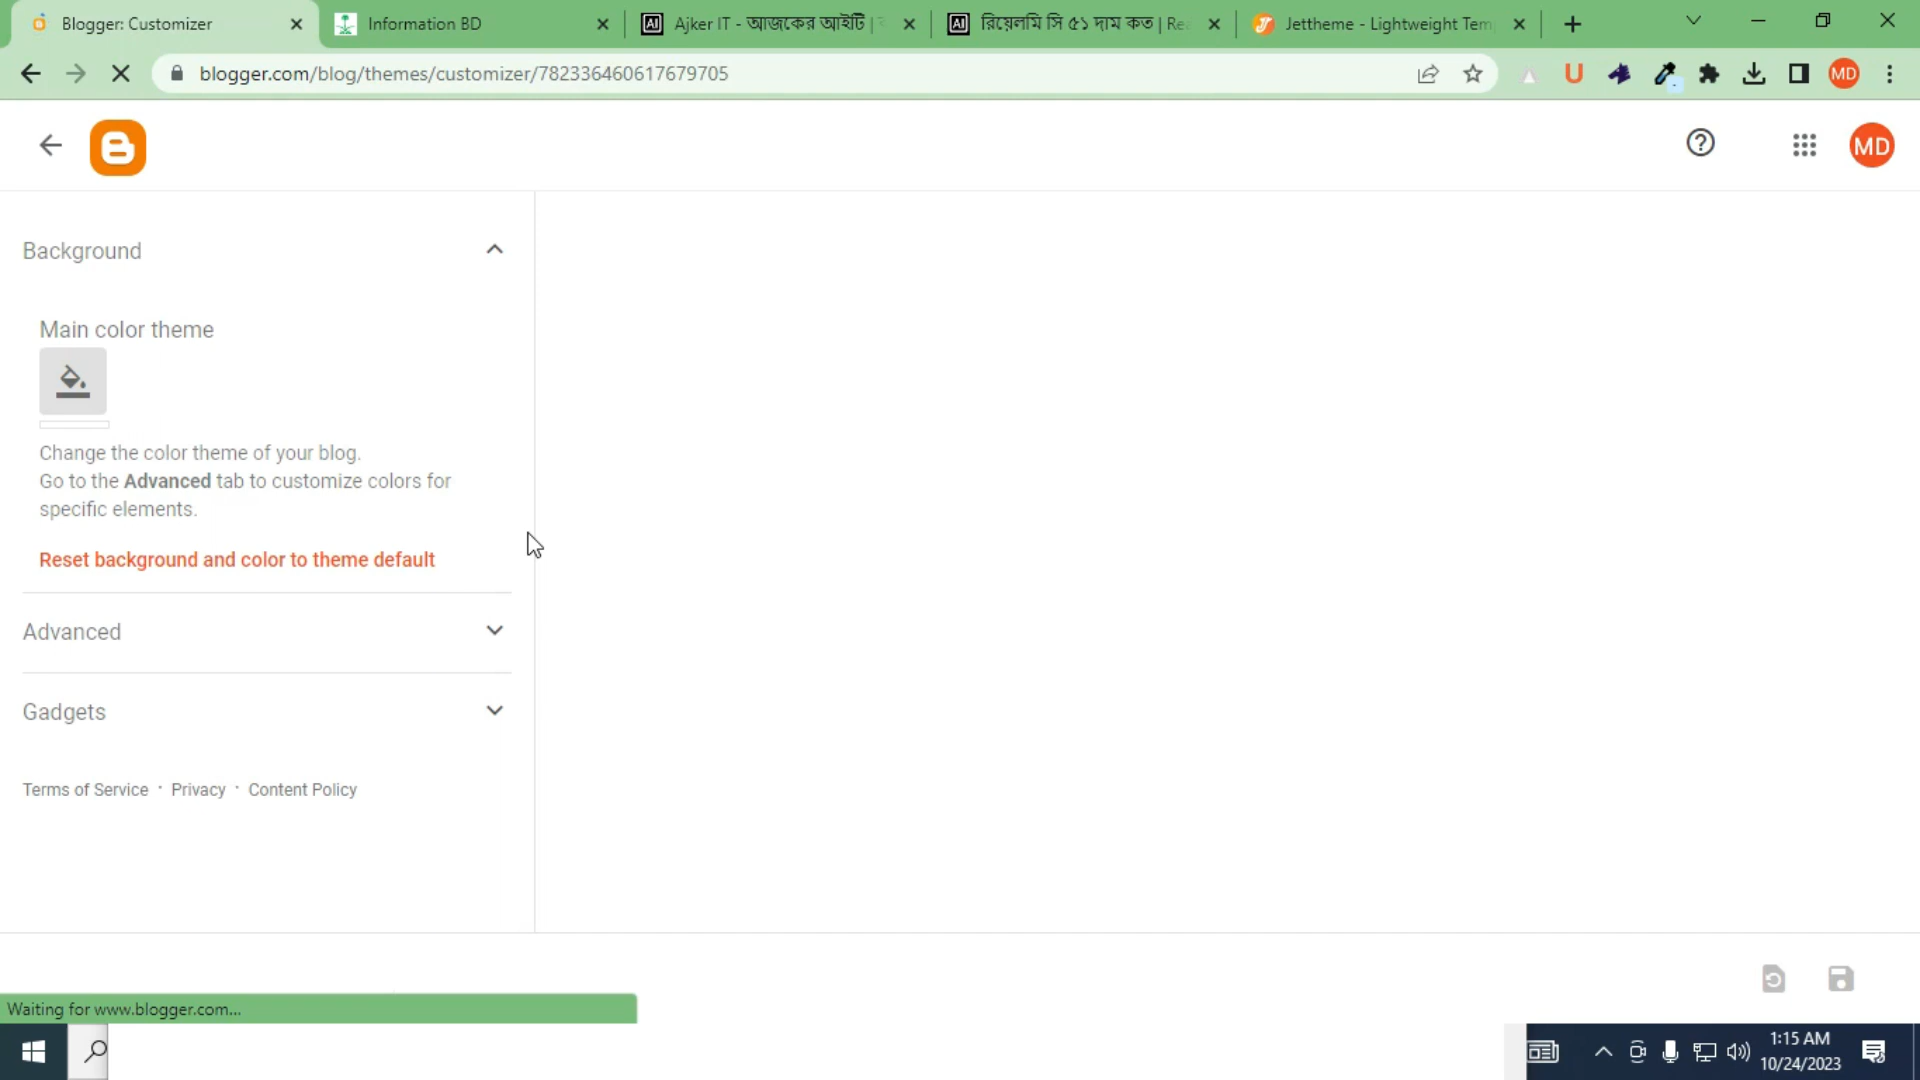 Blogger: Customizer
Information BD
Ajker IT - আজকের আইটি |
রিয়েলমি সি ৫১ দাম কত | Re
Jettheme - Lightweight Tem
blogger.com/blog/themes/customizer/782336460617679705
MD
MD
Background
Main color theme
Change the color theme of your blog.
Go to the Advanced tab to customize colors for
specific elements.
Reset background and color to theme default
Advanced
Gadgets
Terms of Service · Privacy · Content Policy
Waiting for www.blogger.com...
1:15 AM
10/24/2023